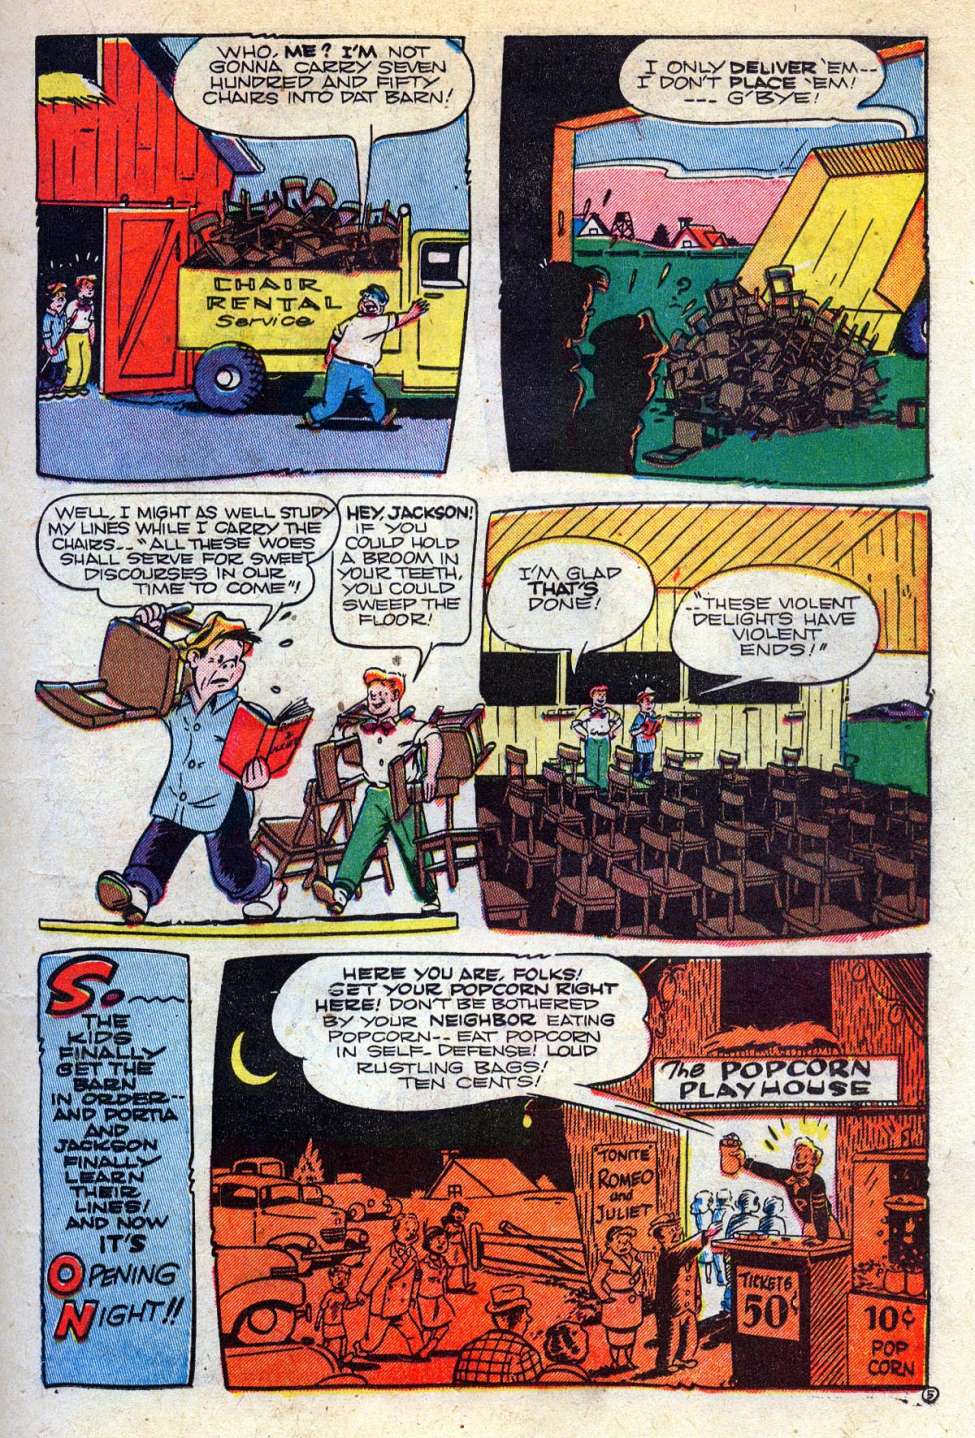 WHO, ME? I'M NOT
GONNA CARRY SEVEN
HUNDRED AND FIFTY
CHAIRS INTO DAT BARN!
CHAIR
RENTAL
Service
I ONLY DELIVER 'EM--
I DON'T PLACE 'EM!
--- G'BYE!
?
WELL, I MIGHT AS WELL STUDY
MY LINES WHILE I CARRY THE
CHAIRS-- "ALL THESE WOES
SHALL SERVE FOR SWEET
DISCOURSES IN OUR
TIME TO COME"!
HEY, JACKSON!
IF YOU
COULD HOLD
A BROOM IN
YOUR TEETH,
YOU COULD
SWEEP THE
FLOOR!
I'M GLAD
THAT'S
DONE!
--"THESE VIOLENT
DELIGHTS HAVE
VIOLENT
ENDS!"
SO.
THE
KIDS
FINALLY
GET THE
BARN
IN ORDER--
AND PORTIA
AND
JACKSON
FINALLY
LEARN
THEIR
LINES!
AND NOW
IT'S
OPENING
NIGHT!!
HERE YOU ARE, FOLKS!
GET YOUR POPCORN RIGHT
HERE! DON'T BE BOTHERED
BY YOUR NEIGHBOR EATING
POPCORN-- EAT POPCORN
IN SELF-DEFENSE! LOUD
RUSTLING BAGS!
TEN CENTS!
The POPCORN
PLAYHOUSE
"TONITE"
ROMEO
and
JULIET
TICKETS
50¢
10¢
POP
CORN
5